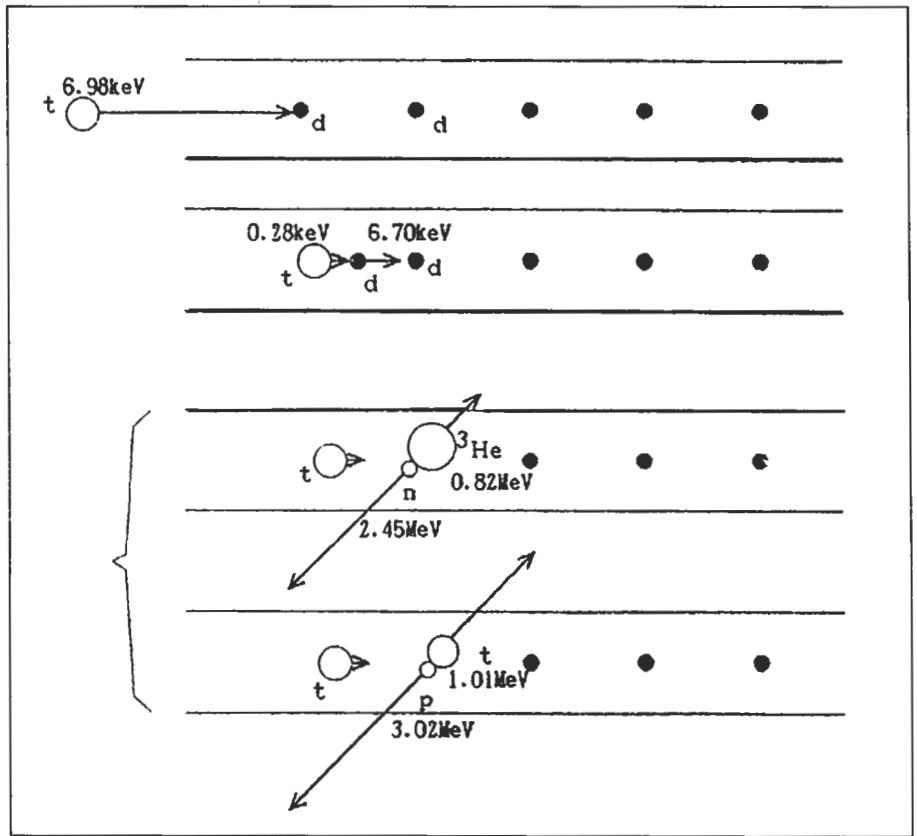 6.98keV
t
d d
0.28keV 6.70keV
t d d
t ³He
n 0.82MeV
2.45MeV
t t
p 1.01MeV
3.02MeV